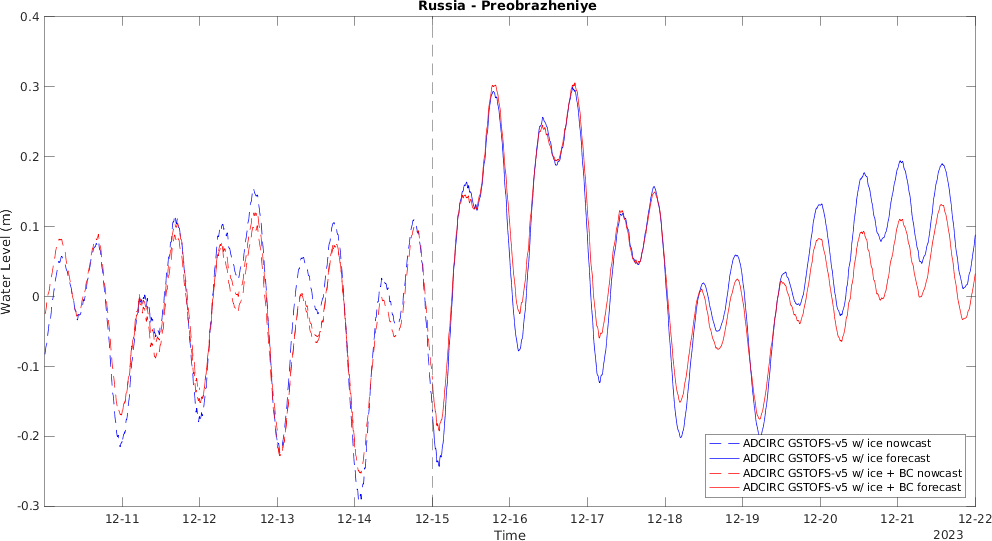 Russia - Preobrazheniye
Water Level (m)
0.4
0.3
0.2
0.1
0
-0.1
-0.2
-0.3
ADCIRC GSTOFS-v5 w/ ice nowcast
ADCIRC GSTOFS-v5 w/ ice forecast
ADCIRC GSTOFS-v5 w/ ice + BC nowcast
ADCIRC GSTOFS-v5 w/ ice + BC forecast
12-11 12-12 12-13 12-14 12-15 12-16 12-17 12-18 12-19 12-20 12-21 12-22
Time
2023